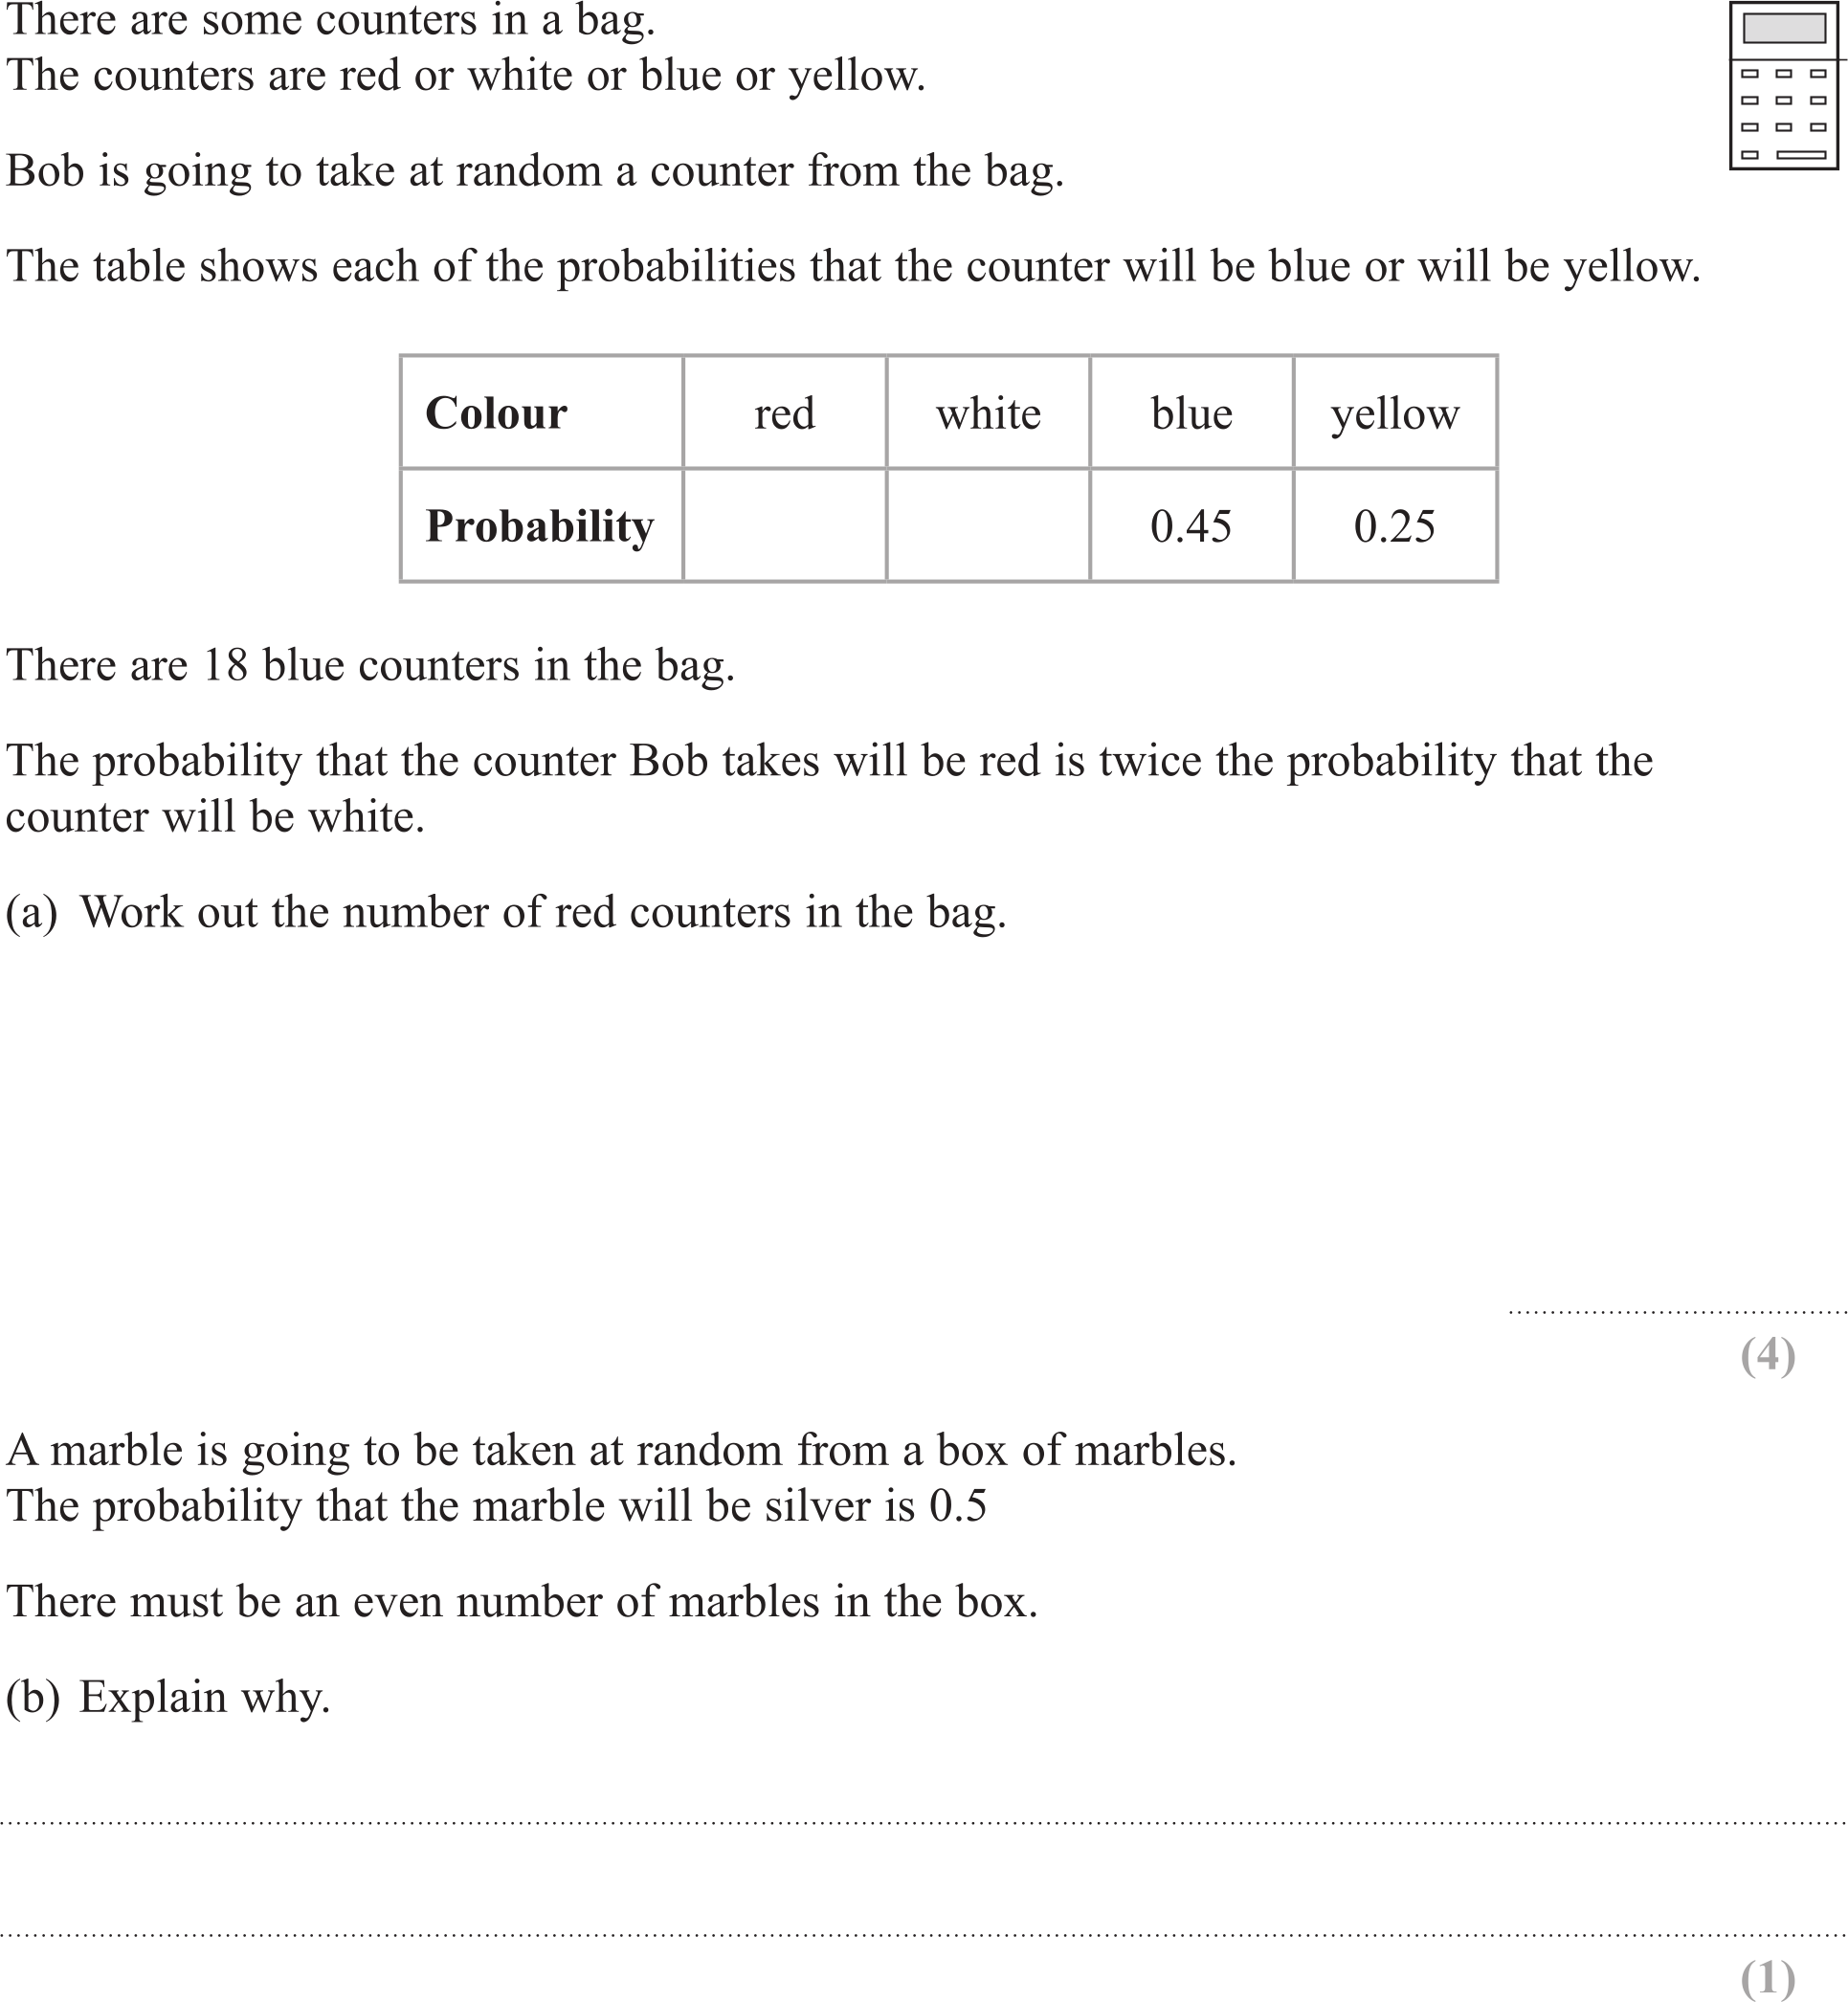 There are some counters in a bag.
The counters are red or white or blue or yellow.
Bob is going to take at random a counter from the bag.
The table shows each of the probabilities that the counter will be blue or will be yellow.
Colour red white blue yellow
Probability 0.45 0.25
There are 18 blue counters in the bag.
The probability that the counter Bob takes will be red is twice the probability that the
counter will be white.
(a) Work out the number of red counters in the bag.
(4)
A marble is going to be taken at random from a box of marbles.
The probability that the marble will be silver is 0.5
There must be an even number of marbles in the box.
(b) Explain why.
(1)